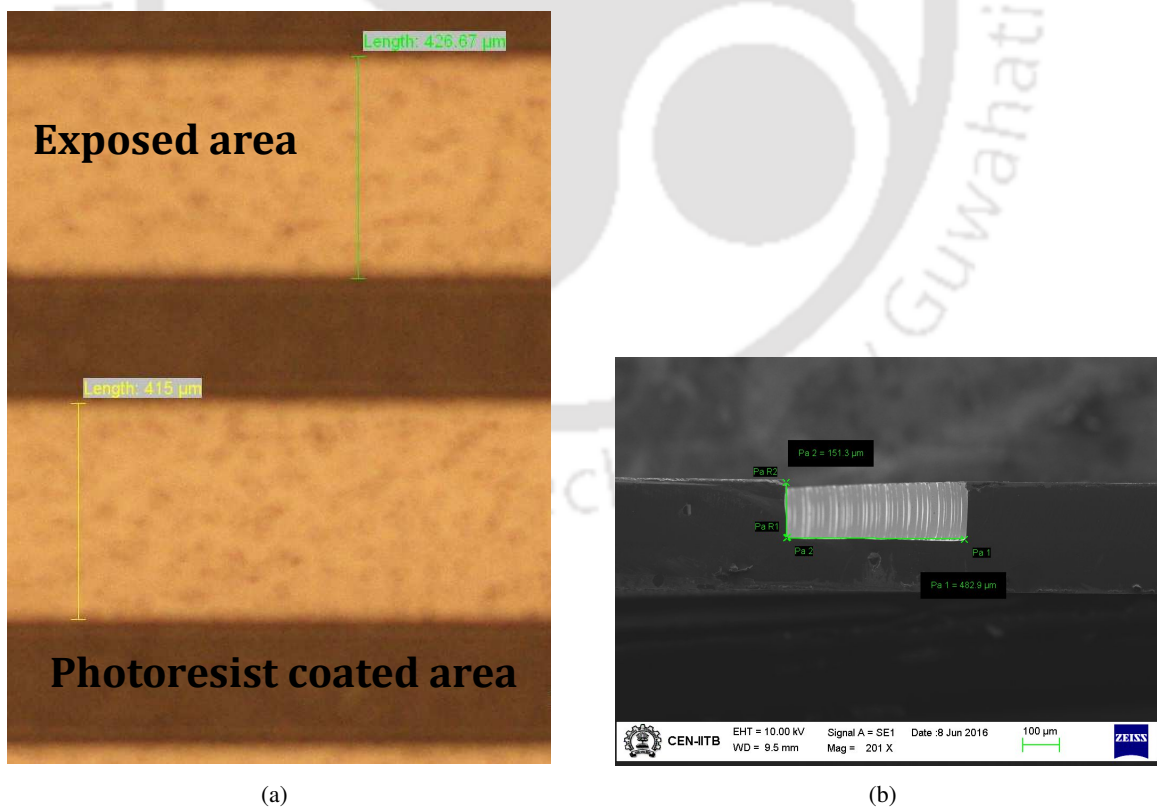 Length: 426.67 µm
Exposed area
Length: 415 µm
Photoresist coated area
(a)
Guwahati
Pa 2 = 151.3 µm
Pa R2
Pa R1
Pa 2
Pa 1
Pa 1 = 482.9 µm
CEN-IITB
EHT = 10.00 kV
WD = 9.5 mm
Signal A = SE1
Mag = 201 X
Date :8 Jun 2016
100 µm
ZEISS
(b)